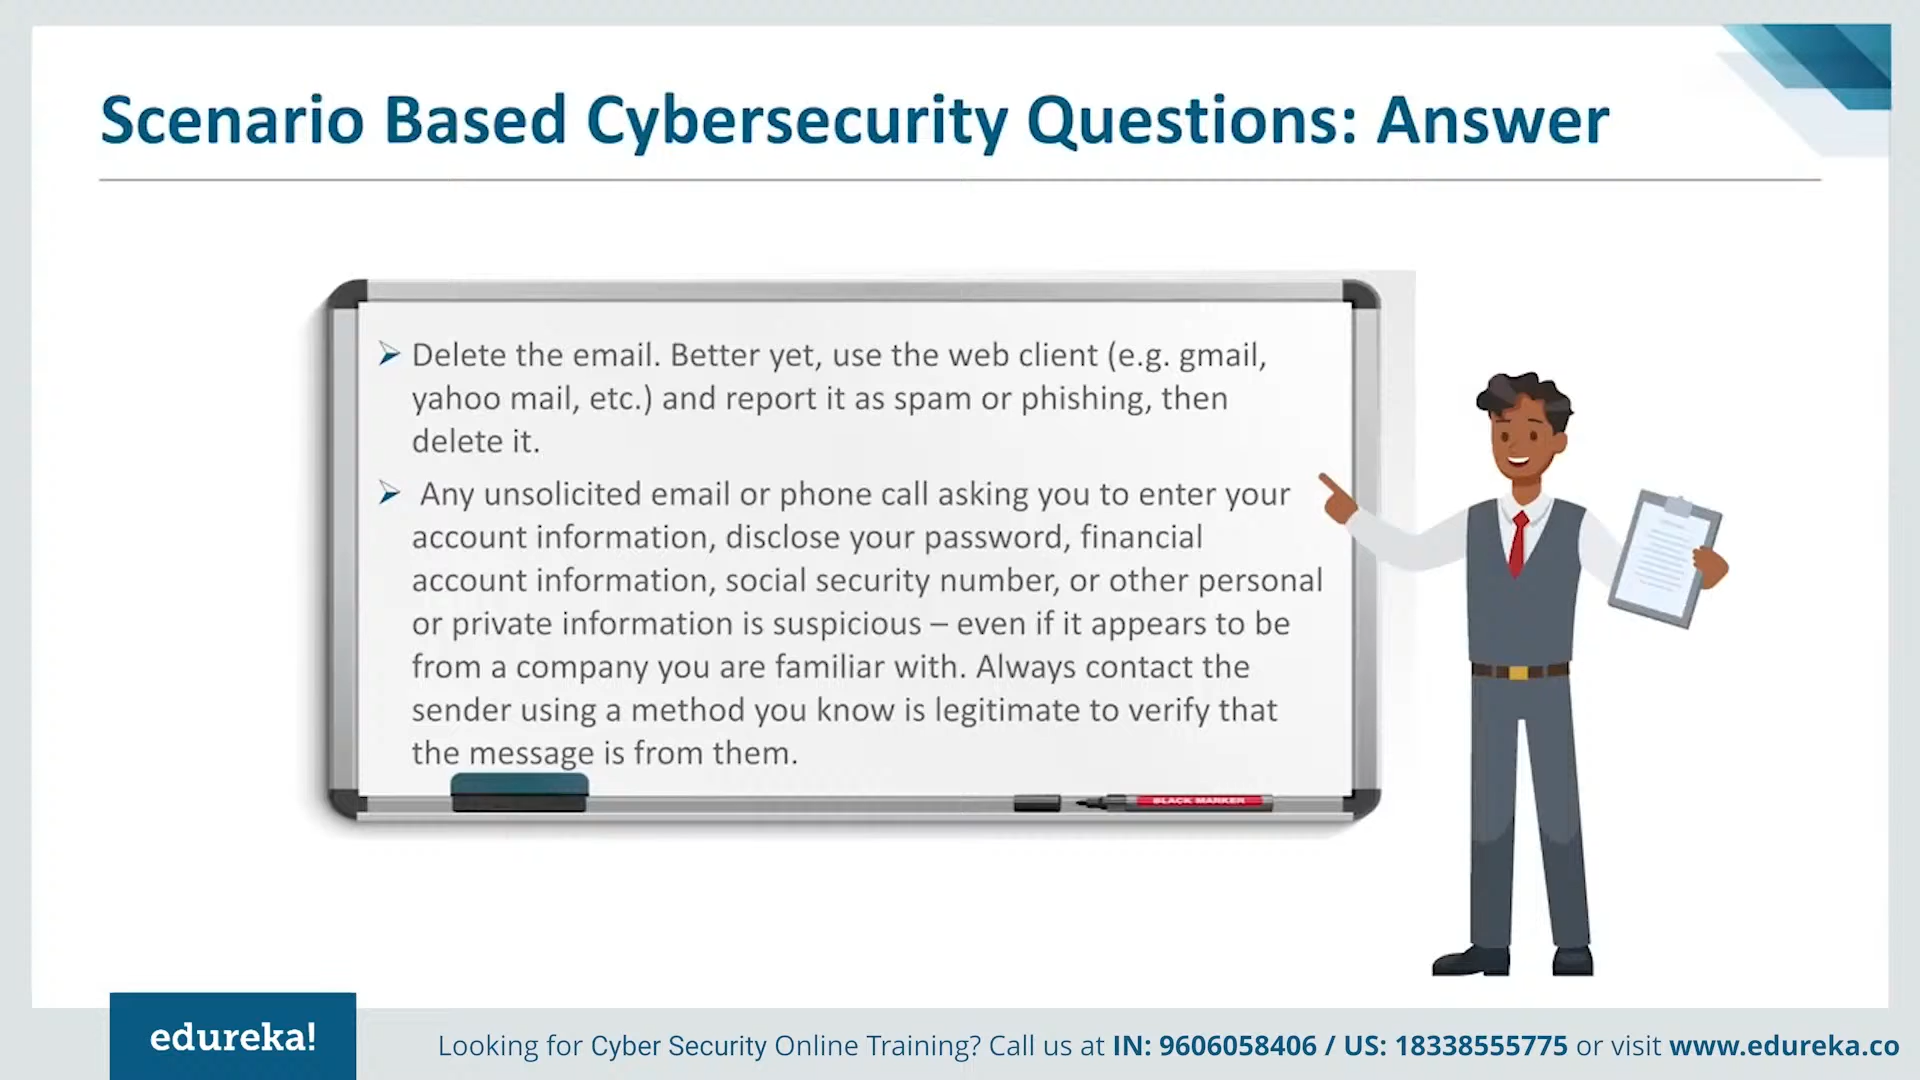 Scenario Based Cybersecurity Questions: Answer
Delete the email. Better yet, use the web client (e.g. gmail,
yahoo mail, etc.) and report it as spam or phishing, then
delete it.
Any unsolicited email or phone call asking you to enter your
account information, disclose your password, financial
account information, social security number, or other personal
or private information is suspicious – even if it appears to be
from a company you are familiar with. Always contact the
sender using a method you know is legitimate to verify that
the message is from them.
BLACK MARKER
edureka!
Looking for Cyber Security Online Training? Call us at IN: 9606058406 / US: 18338555775 or visit www.edureka.co